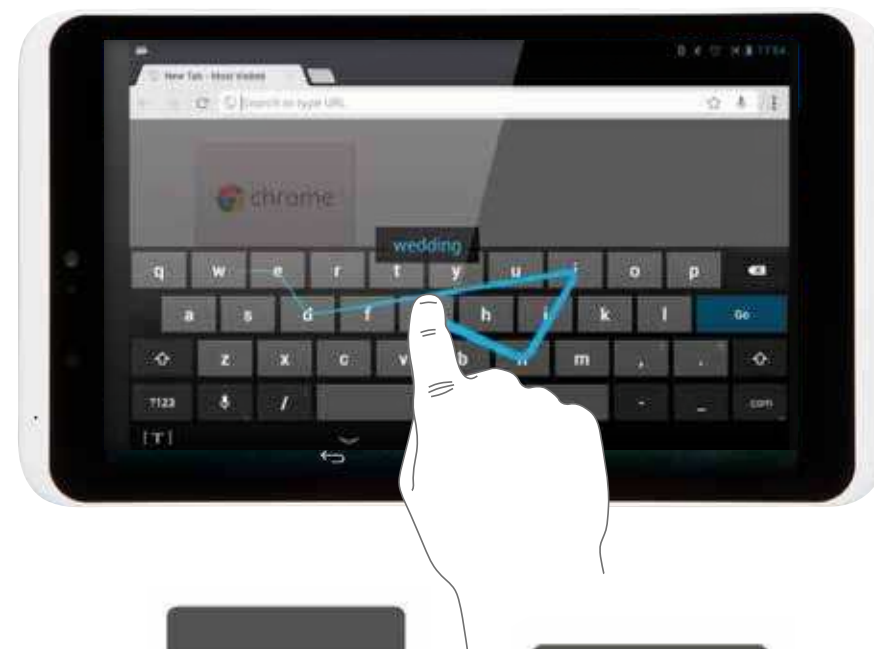 New Tab - Most Visited
Search or type URL
chrome
wedding
q w e r t y u i o p
a s d f h j k l Go
z x c v b n m , .
?123 / - _ .com
[T]